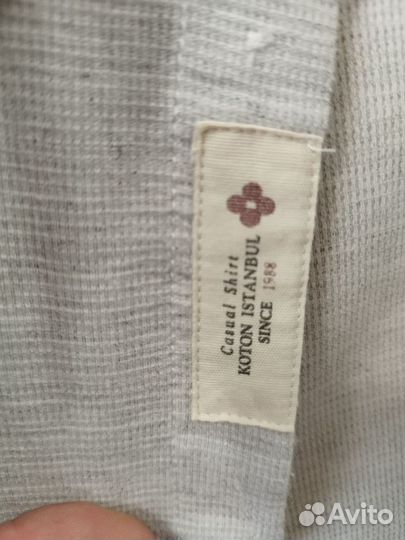 Casual Shirt
KOTON ISTANBUL
SINCE 1988
Avito